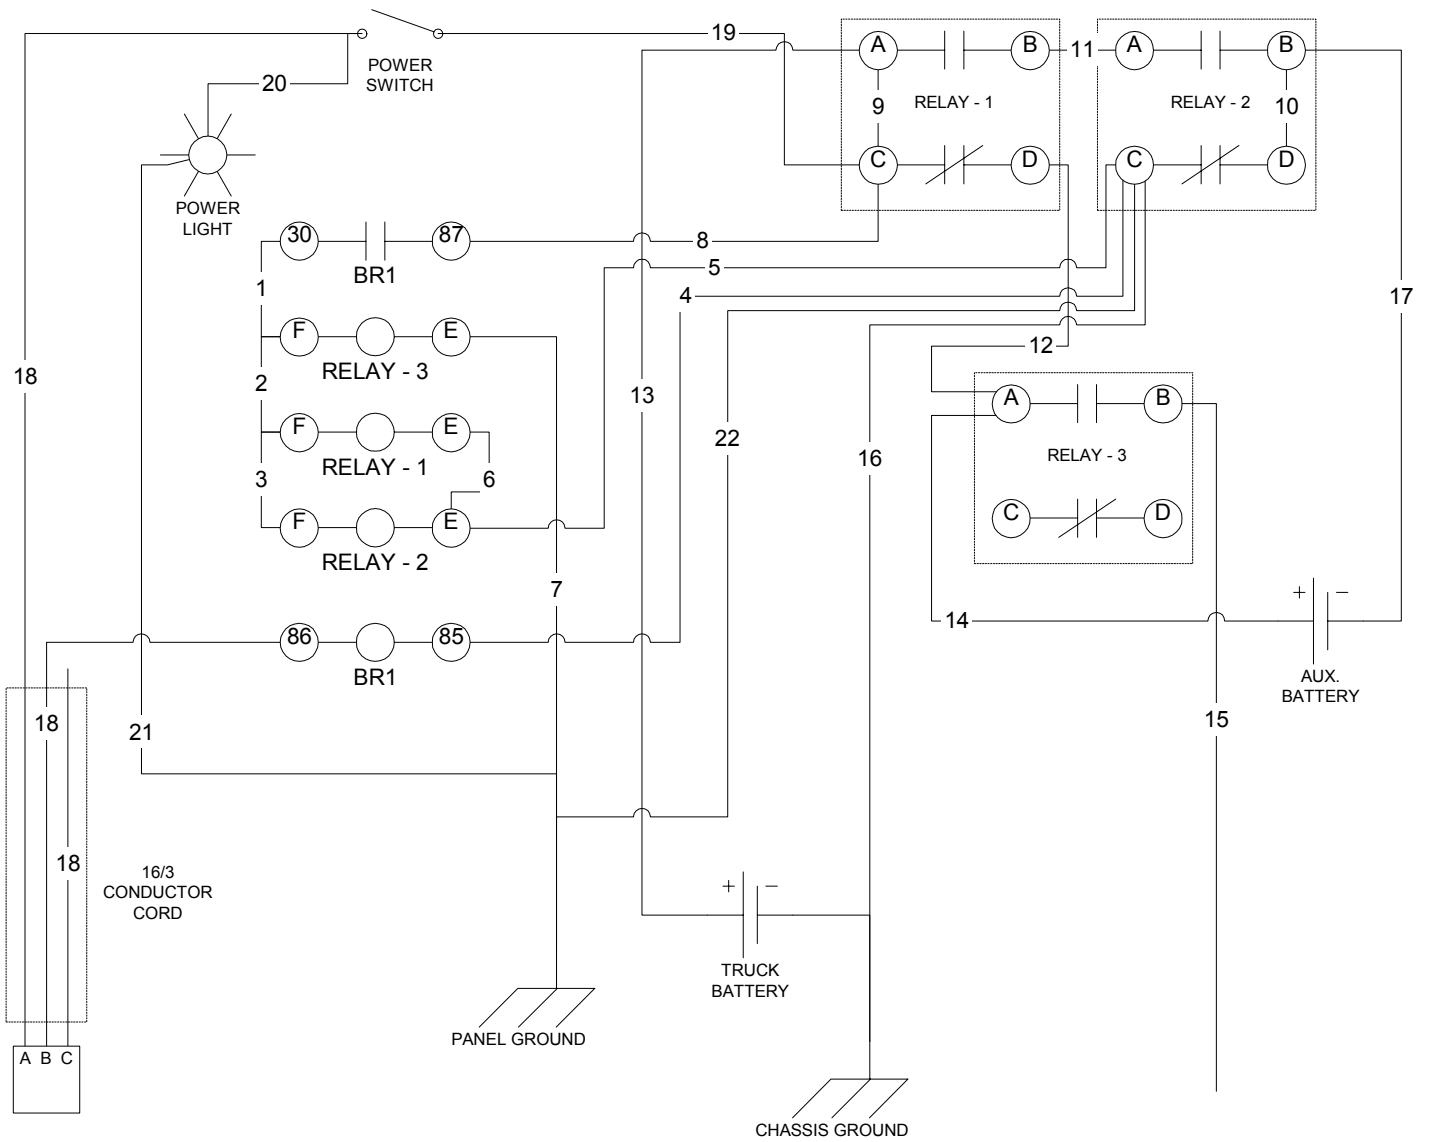 19
A
B
11
A
B
POWER
SWITCH
20
9
RELAY - 1
RELAY - 2
10
C
D
C
D
POWER
LIGHT
30
87
8
BR1
5
1
4
17
F
E
12
RELAY - 3
18
2
13
A
B
F
E
22
RELAY - 1
16
RELAY - 3
3
6
F
E
C
D
RELAY - 2
7
+
−
14
86
85
BR1
AUX.
BATTERY
18
21
15
18
16/3
CONDUCTOR
CORD
+
−
TRUCK
BATTERY
PANEL GROUND
A B C
CHASSIS GROUND